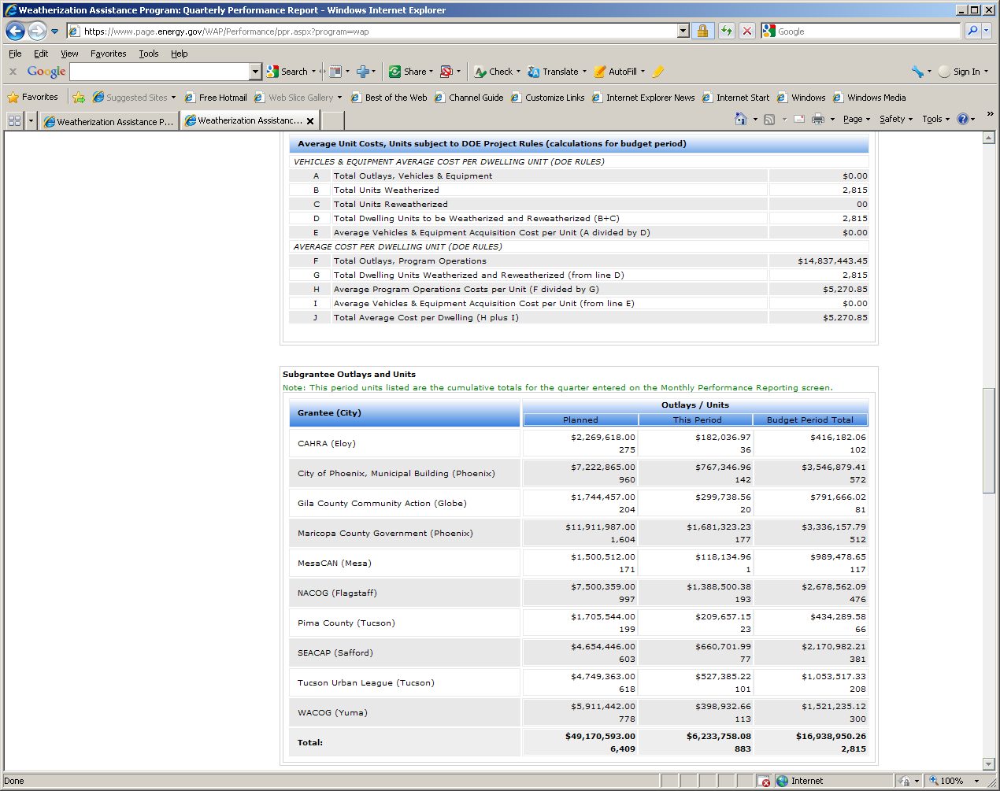 Weatherization Assistance Program: Quarterly Performance Report - Windows Internet Explorer
https://www.page.energy.gov/WAP/Performance/ppr.aspx?program=wap
Google
File Edit View Favorites Tools Help
x Google Search Share Check Translate AutoFill Sign In
Favorites Suggested Sites Free Hotmail Web Slice Gallery Best of the Web Channel Guide Customize Links Internet Explorer News Internet Start Windows Windows Media
Weatherization Assistance P... Weatherization Assistanc... Page Safety Tools
Average Unit Costs, Units subject to DOE Project Rules (calculations for budget period)
VEHICLES & EQUIPMENT AVERAGE COST PER DWELLING UNIT (DOE RULES)
A Total Outlays, Vehicles & Equipment $0.00
B Total Units Weatherized 2,815
C Total Units Reweatherized 00
D Total Dwelling Units to be Weatherized and Reweatherized (B+C) 2,815
E Average Vehicles & Equipment Acquisition Cost per Unit (A divided by D) $0.00
AVERAGE COST PER DWELLING UNIT (DOE RULES)
F Total Outlays, Program Operations $14,837,443.45
G Total Dwelling Units Weatherized and Reweatherized (from line D) 2,815
H Average Program Operations Costs per Unit (F divided by G) $5,270.85
I Average Vehicles & Equipment Acquisition Cost per Unit (from line E) $0.00
J Total Average Cost per Dwelling (H plus I) $5,270.85
Subgrantee Outlays and Units
Note: This period units listed are the cumulative totals for the quarter entered on the Monthly Performance Reporting screen.
Grantee (City) Outlays / Units
Planned This Period Budget Period Total
CAHRA (Eloy) $2,269,618.00 $182,036.97 $416,182.06
275 36 102
City of Phoenix, Municipal Building (Phoenix) $7,222,865.00 $767,346.96 $3,546,879.41
960 142 572
Gila County Community Action (Globe) $1,744,457.00 $299,738.56 $791,666.02
204 20 81
Maricopa County Government (Phoenix) $11,911,987.00 $1,681,323.23 $3,336,157.79
1,604 177 512
MesaCAN (Mesa) $1,500,512.00 $118,134.96 $989,478.65
171 1 117
NACOG (Flagstaff) $7,500,359.00 $1,388,500.38 $2,678,562.09
997 193 476
Pima County (Tucson) $1,705,544.00 $209,657.15 $434,289.58
199 23 66
SEACAP (Safford) $4,654,446.00 $660,701.99 $2,170,982.21
603 77 381
Tucson Urban League (Tucson) $4,749,363.00 $527,385.22 $1,053,517.33
618 101 208
WACOG (Yuma) $5,911,442.00 $398,932.66 $1,521,235.12
778 113 300
Total: $49,170,593.00 $6,233,758.08 $16,938,950.26
6,409 883 2,815
Done Internet 100%